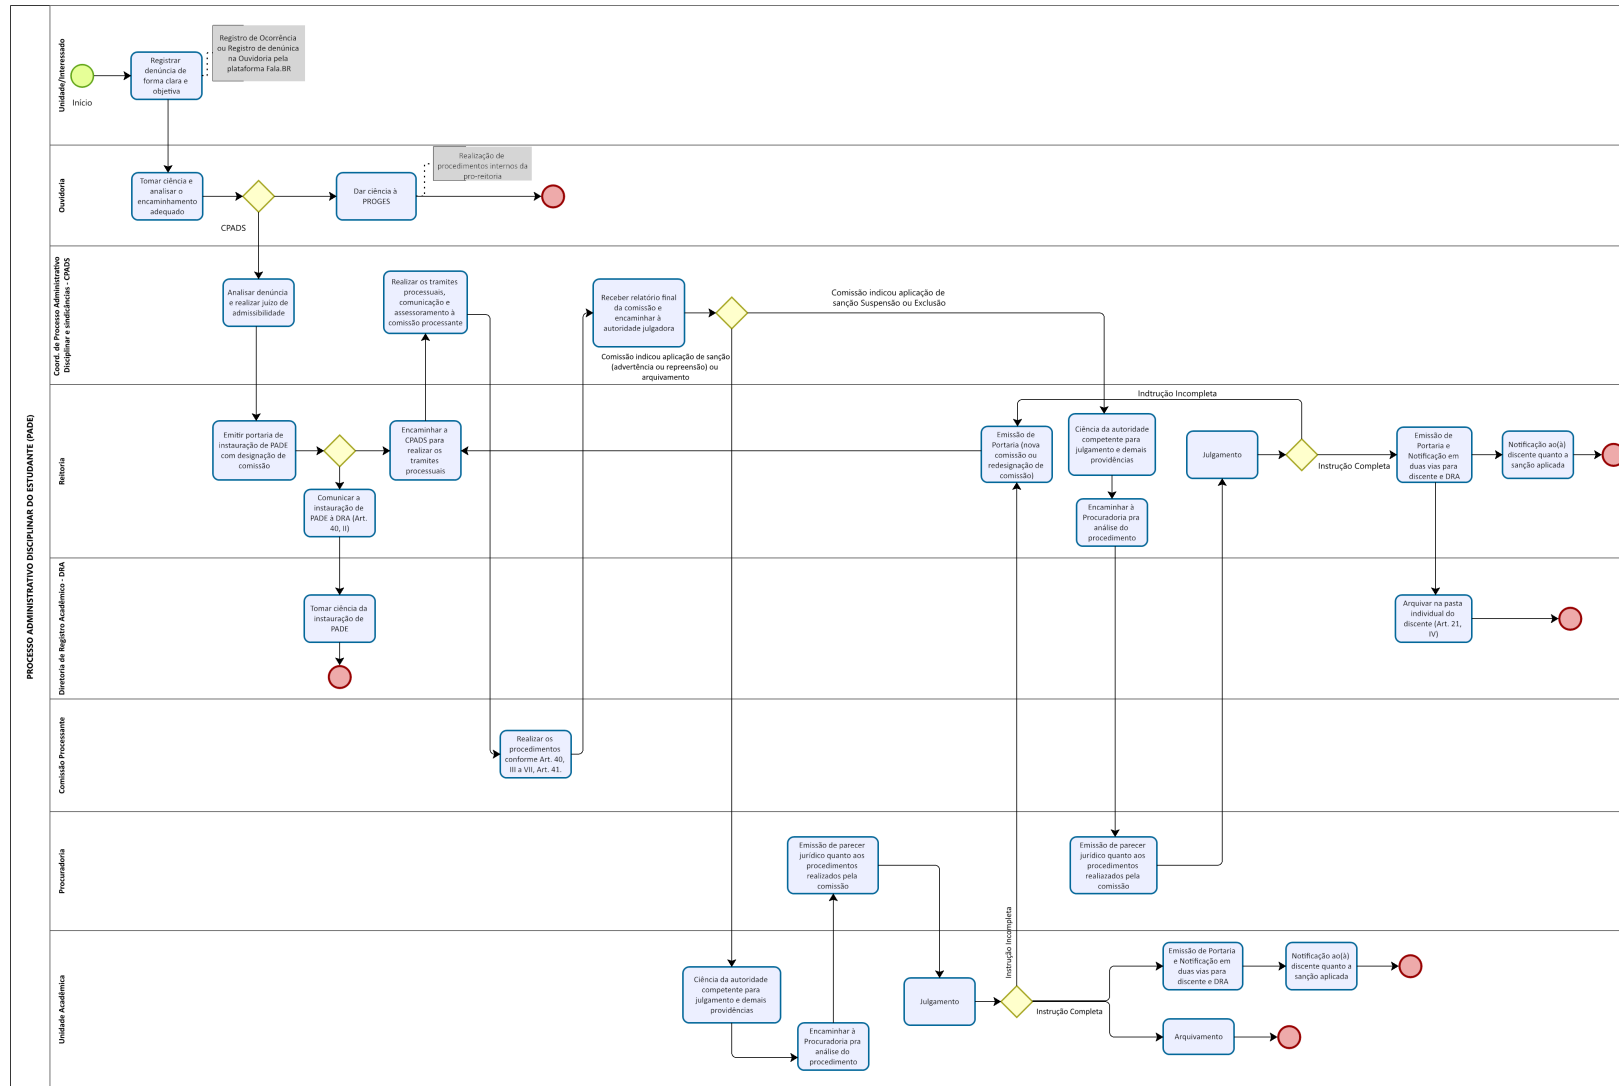 PROCESSO ADMINISTRATIVO DISCIPLINAR DO ESTUDANTE (PADE)
Unidade/Interessado
Início
Registrar
denúncia de
forma clara e
objetiva
Registro de Ocorrência
ou Registro de denúnica
na Ouvidoria pela
plataforma Fala.BR
Ouvidoria
Tomar ciência e
analisar o
encaminhamento
adequado
CPADS
Dar ciência à
PROGES
Realização de
procedimentos internos da
pro-reitoria
Coord. de Processo Administrativo
Disciplinar e sindicâncias - CPADS
Analisar denúncia
e realizar juízo de
admissibilidade
Realizar os tramites
processuais,
comunicação e
assessoramento à
comissão processante
Receber relatório final
da comissão e
encaminhar à
autoridade julgadora
Comissão indicou aplicação de
sanção Suspensão ou Exclusão
Comissão indicou aplicação de sanção
(advertência ou repreensão) ou
arquivamento
Reitoria
Emitir portaria de
instauração de PADE
com designação de
comissão
Encaminhar a
CPADS para
realizar os
tramites
processuais
Comunicar a
instauração de
PADE à DRA (Art.
40, II)
Indtrução Incompleta
Emissão de
Portaria (nova
comissão ou
redesignação de
comissão)
Ciência da autoridade
competente para
julgamento e demais
providências
Encaminhar à
Procuradoria pra
análise do
procedimento
Julgamento
Instrução Completa
Emissão de
Portaria e
Notificação em
duas vias para
discente e DRA
Notificação ao(à)
discente quanto a
sanção aplicada
Diretoria de Registro Acadêmico - DRA
Tomar ciência da
instauração de
PADE
Arquivar na pasta
individual do
discente (Art. 21,
IV)
Comissão Processante
Realizar os
procedimentos
conforme Art. 40,
III a VII, Art. 41.
Procuradoria
Emissão de parecer
jurídico quanto aos
procedimentos
realizados pela
comissão
Emissão de parecer
jurídico quanto aos
procedimentos
realiazados pela
comissão
Unidade Acadêmica
Ciência da autoridade
competente para
julgamento e demais
providências
Encaminhar à
Procuradoria pra
análise do
procedimento
Julgamento
Instrução Incompleta
Instrução Completa
Emissão de Portaria
e Notificação em
duas vias para
discente e DRA
Notificação ao(à)
discente quanto a
sanção aplicada
Arquivamento